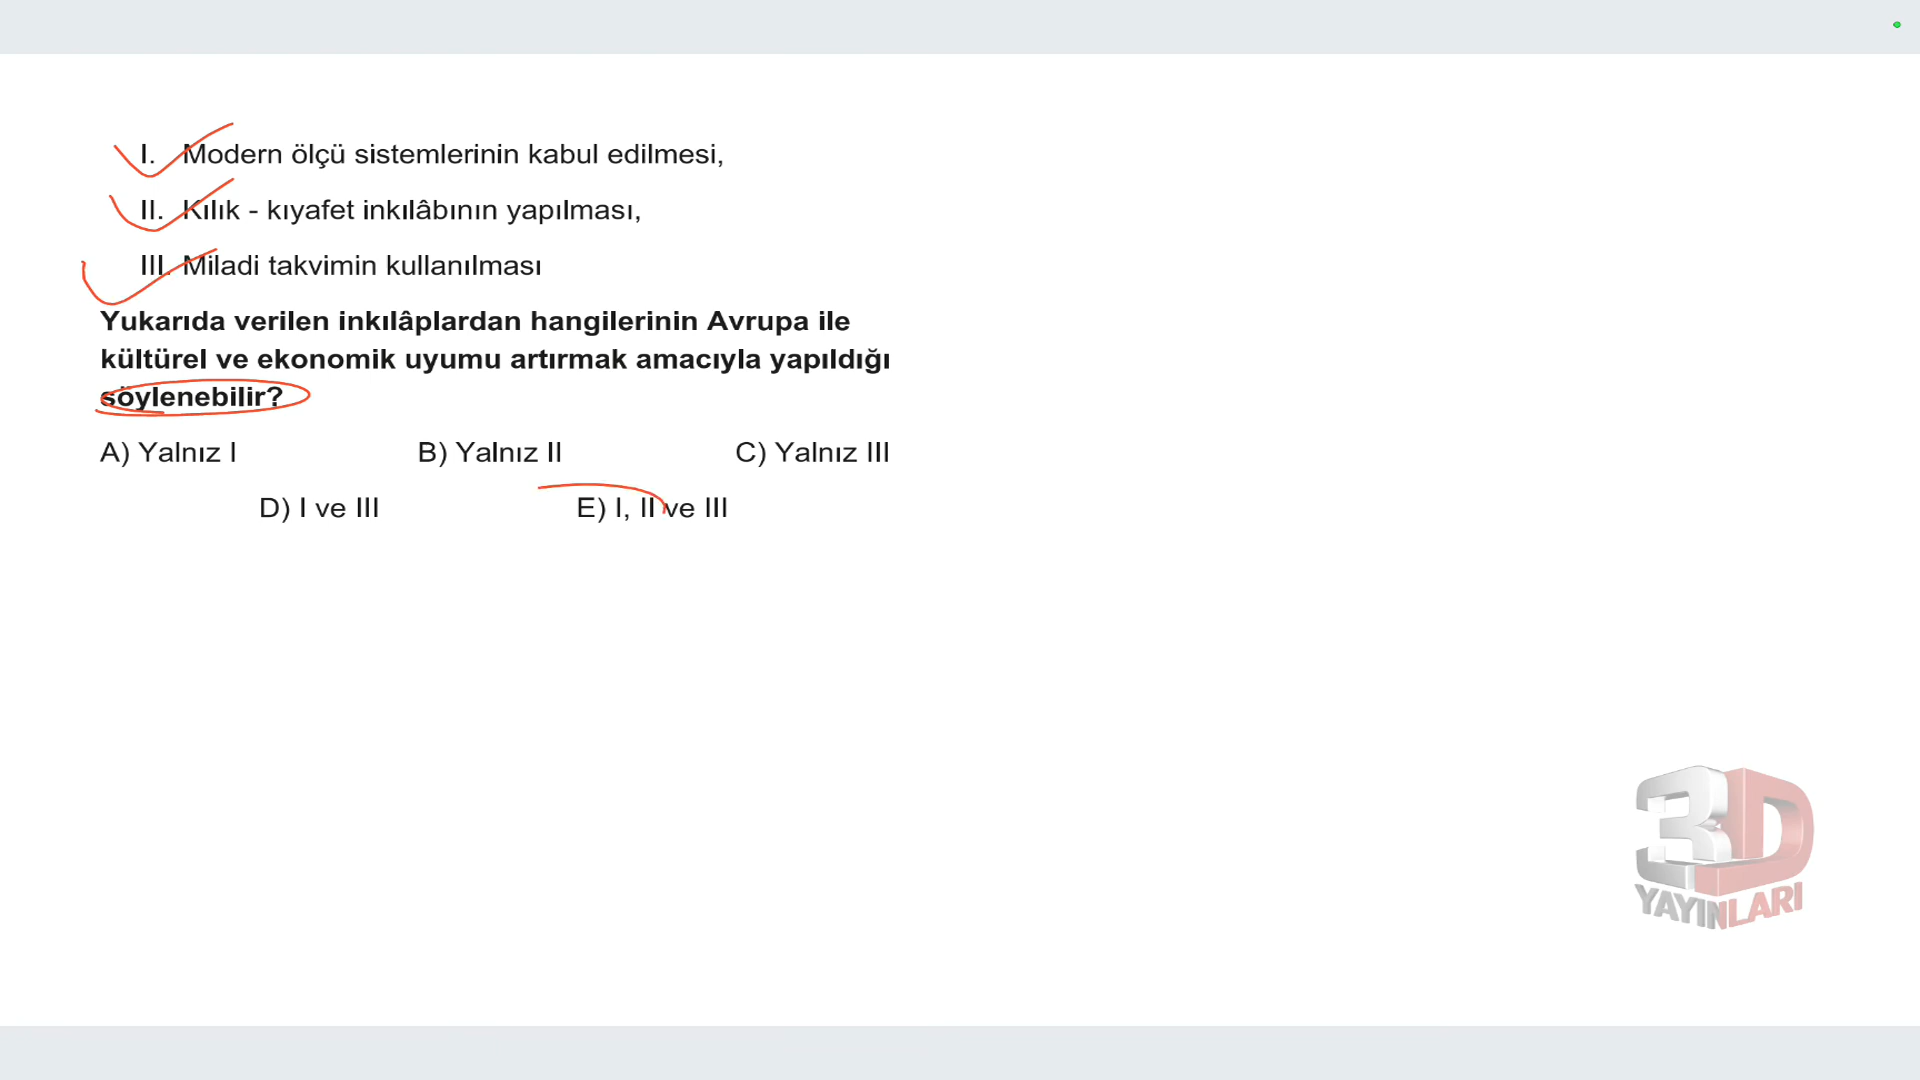 I. Modern ölçü sistemlerinin kabul edilmesi,
II. Kılık - kıyafet inkılâbının yapılması,
III. Miladi takvimin kullanılması
Yukarıda verilen inkılâplardan hangilerinin Avrupa ile
kültürel ve ekonomik uyumu artırmak amacıyla yapıldığı
söylenebilir?
A) Yalnız I B) Yalnız II C) Yalnız III
D) I ve III E) I, II ve III
3D
YAYINLARI